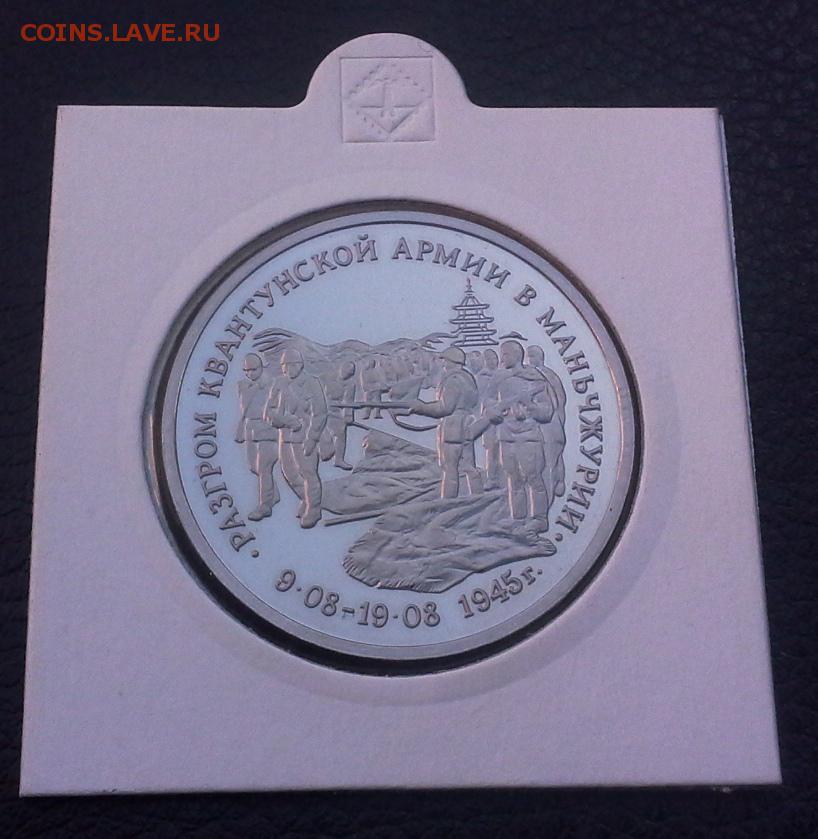 COINS.LAVE.RU
· РАЗГРОМ КВАНТУНСКОЙ АРМИИ В МАНЬЧЖУРИИ ·
9·08-19·08 1945г.